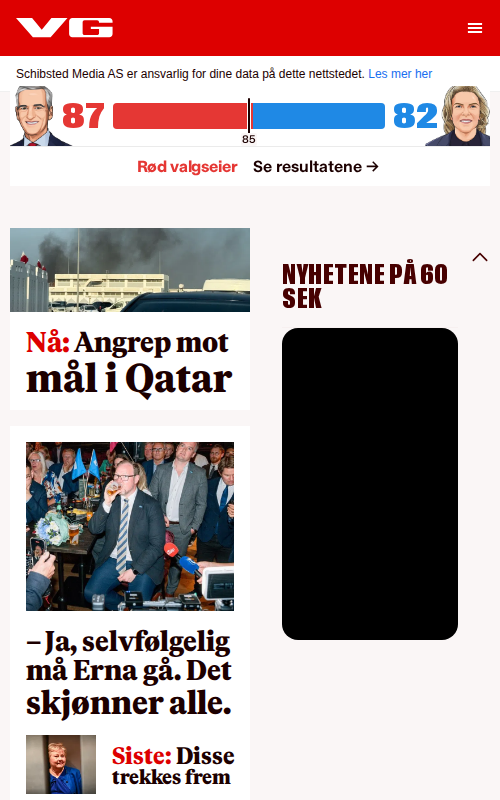 VG
Schibsted Media AS er ansvarlig for dine data på dette nettstedet. Les mer her
87
82
85
Rød valgseier Se resultatene →
Nå: Angrep mot
mål i Qatar
– Ja, selvfølgelig
må Erna gå. Det
skjønner alle.
Siste: Disse
trekkes frem
NYHETENE PÅ 60
SEK